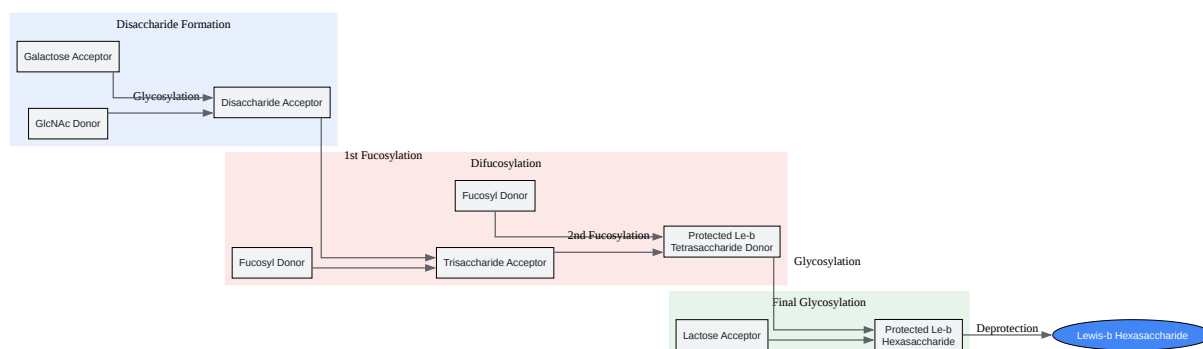 Disaccharide Formation
Galactose Acceptor
Glycosylation
Disaccharide Acceptor
GlcNAc Donor
1st Fucosylation
Difucosylation
Fucosyl Donor
2nd Fucosylation
Protected Le-b
Tetrasaccharide Donor
Fucosyl Donor
Trisaccharide Acceptor
Glycosylation
Final Glycosylation
Lactose Acceptor
Protected Le-b
Hexasaccharide
Deprotection
Lewis-b Hexasaccharide